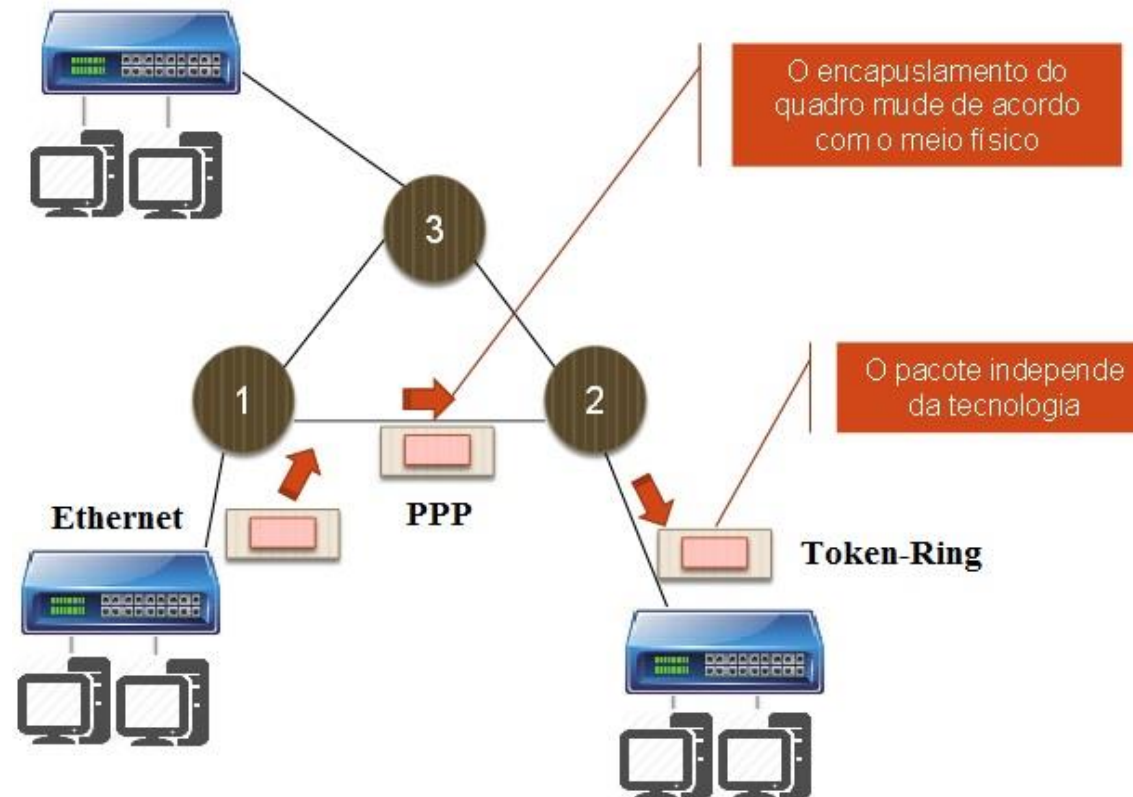 O encapuslamento do
quadro mude de acordo
com o meio físico
3
1
2
O pacote independe
da tecnologia
Ethernet
PPP
Token-Ring